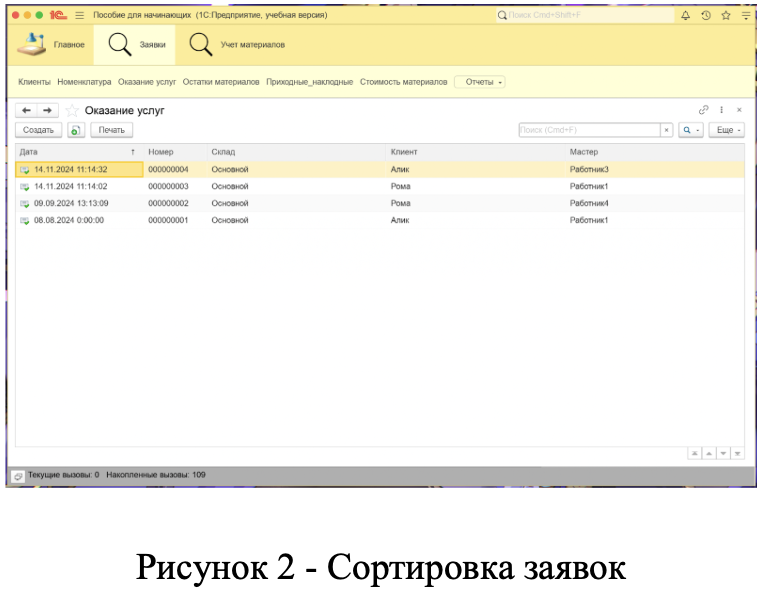 1С Пособие для начинающих (1С:Предприятие, учебная версия) Поиск Cmd+Shift+F
Главное Заявки Учет материалов
Клиенты Номенклатура Оказание услуг Остатки материалов Приходные_накладные Стоимость материалов Отчеты
Оказание услуг
Создать Печать Поиск (Cmd+F) × Еще
Дата ↑ Номер Склад Клиент Мастер
14.11.2024 11:14:32 000000004 Основной Алик Работник3
14.11.2024 11:14:02 000000003 Основной Рома Работник1
09.09.2024 13:13:09 000000002 Основной Рома Работник4
08.08.2024 0:00:00 000000001 Основной Алик Работник1
Текущие вызовы: 0 Накопленные вызовы: 109
Рисунок 2 - Сортировка заявок